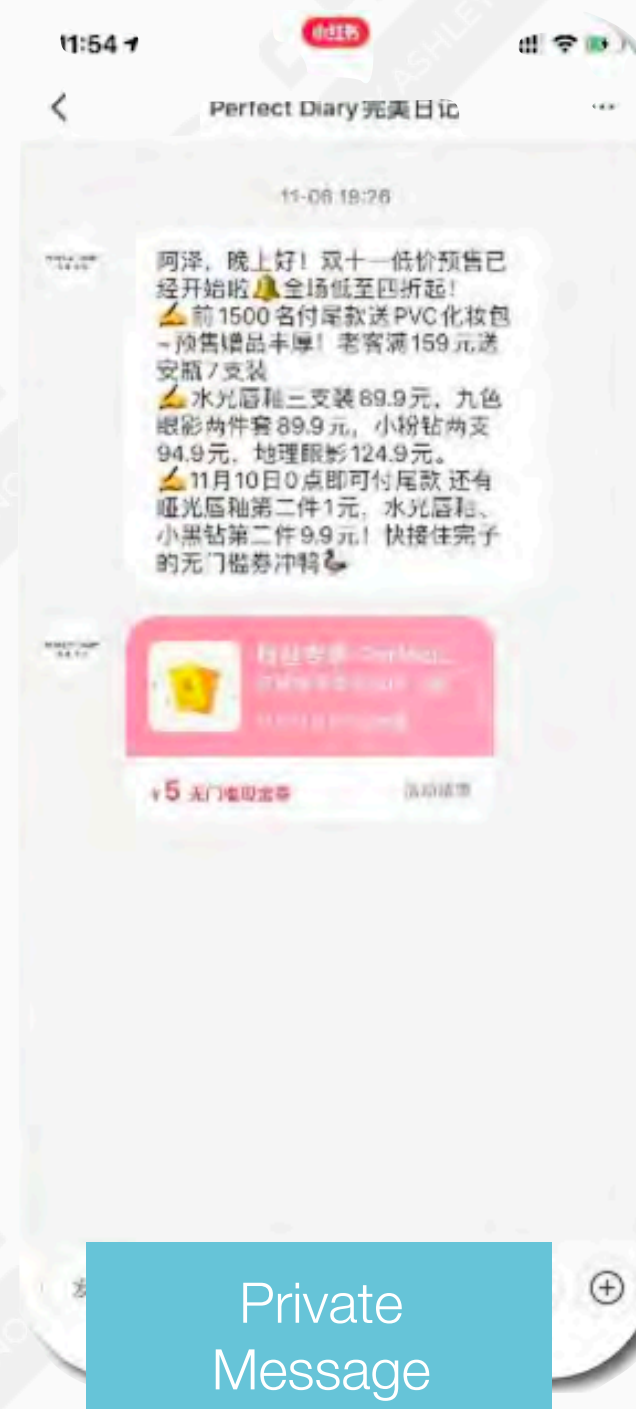 11:54
小红书
Perfect Diary完美日记
11-06 19:26
阿泽，晚上好！双十一低价预售已
经开始啦🔔全场低至四折起！
✍前1500名付尾款送PVC化妆包
~预售赠品丰厚！老客满159元送
安瓶7支装
✍水光唇釉三支装89.9元，九色
眼影两件套89.9元，小粉钻两支
94.9元，地理眼影124.9元。
✍11月10日0点即可付尾款 还有
哑光唇釉第二件1元，水光唇釉、
小黑钻第二件9.9元！快接住完子
的无门槛券冲鸭🦆
¥5 无门槛现金券
活动详情
发
Private
Message